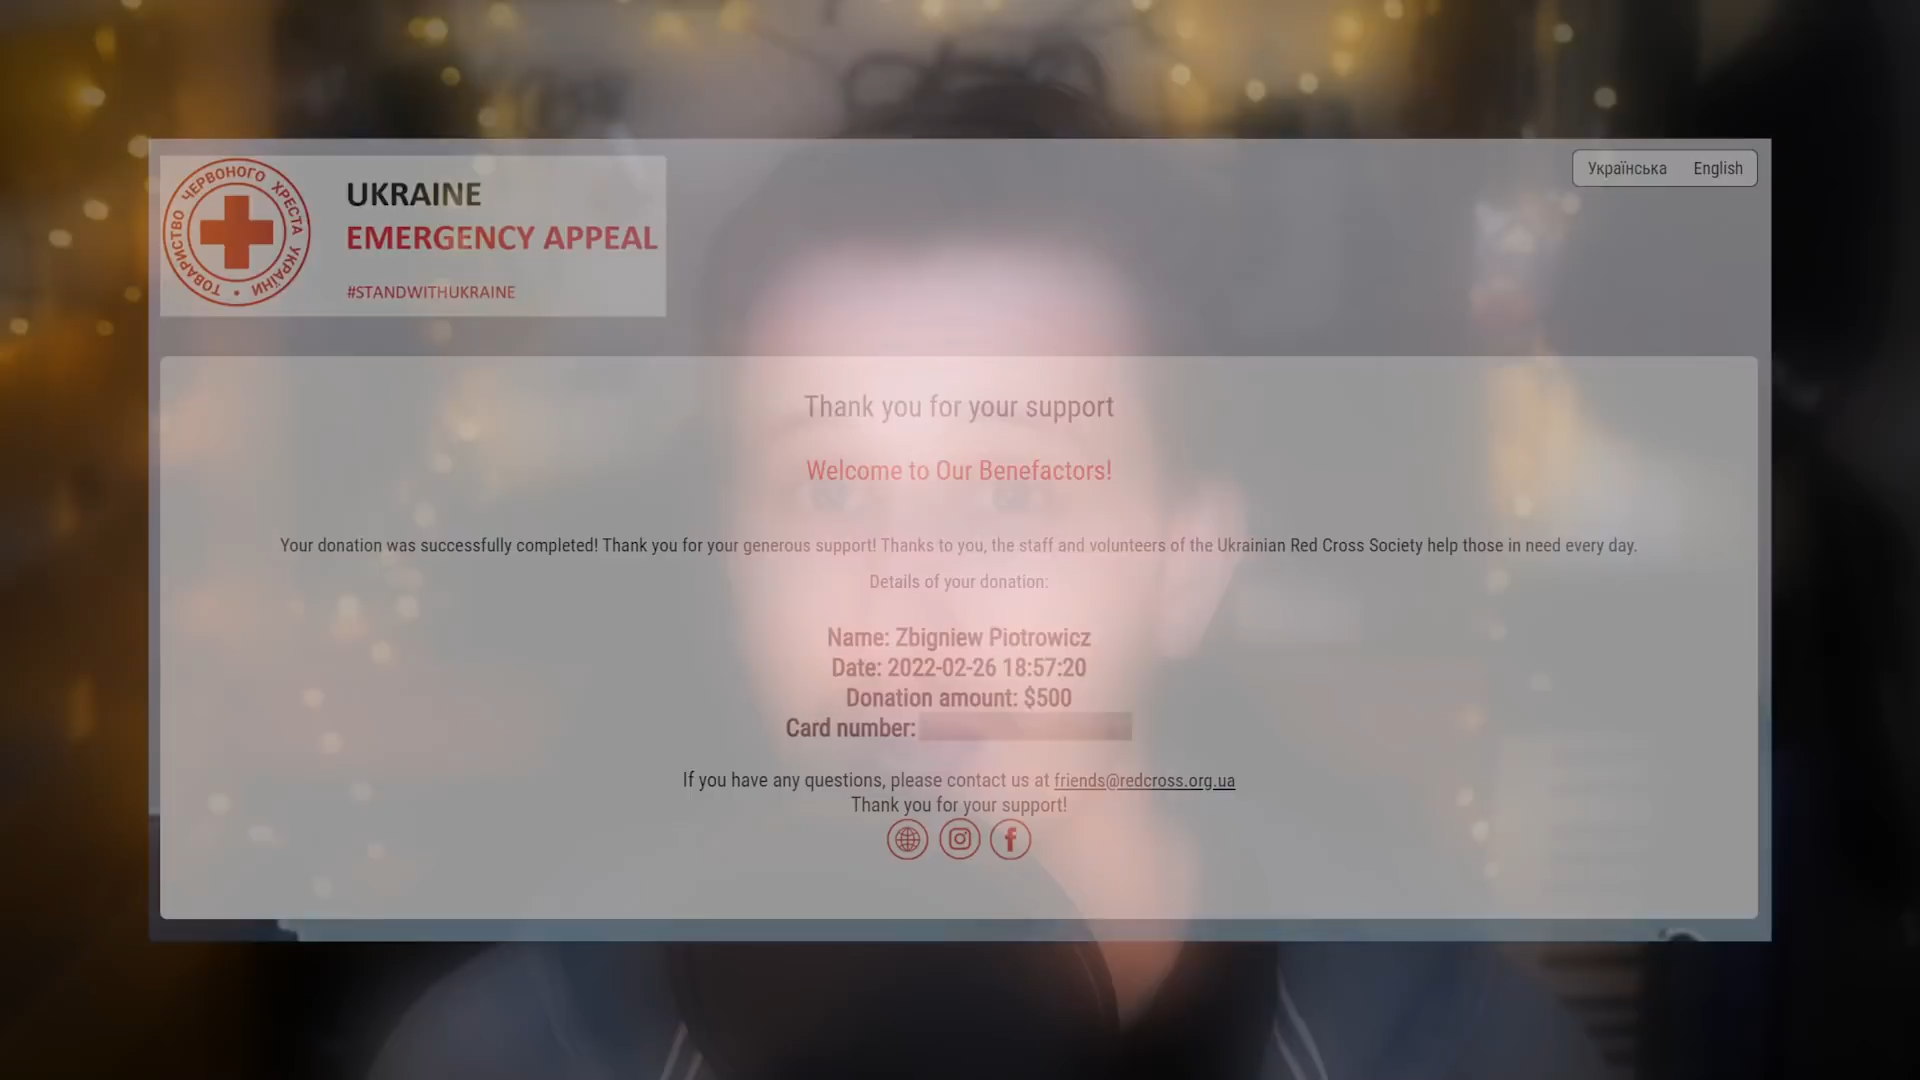 ТОВАРИСТВО ЧЕРВОНОГО ХРЕСТА УКРАЇНИ
UKRAINE
EMERGENCY APPEAL
#STANDWITHUKRAINE
Українська English
Thank you for your support
Welcome to Our Benefactors!
Your donation was successfully completed! Thank you for your generous support! Thanks to you, the staff and volunteers of the Ukrainian Red Cross Society help those in need every day.
Details of your donation:
Name: Zbigniew Piotrowicz
Date: 2022-02-26 18:57:20
Donation amount: $500
Card number:
If you have any questions, please contact us at friends@redcross.org.ua
Thank you for your support!